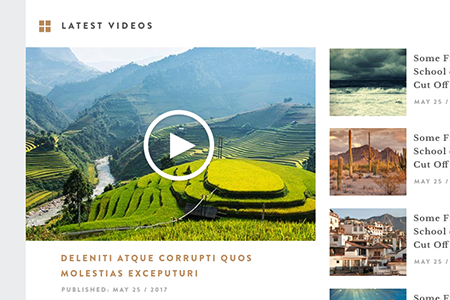 LATEST VIDEOS
DELENITI ATQUE CORRUPTI QUOS
MOLESTIAS EXCEPUTURI
PUBLISHED: MAY 25 / 2017
Some F
School
Cut Off
MAY 25 /
Some F
School
Cut Off
MAY 25 /
Some F
School
Cut Off
MAY 25 /
Some F